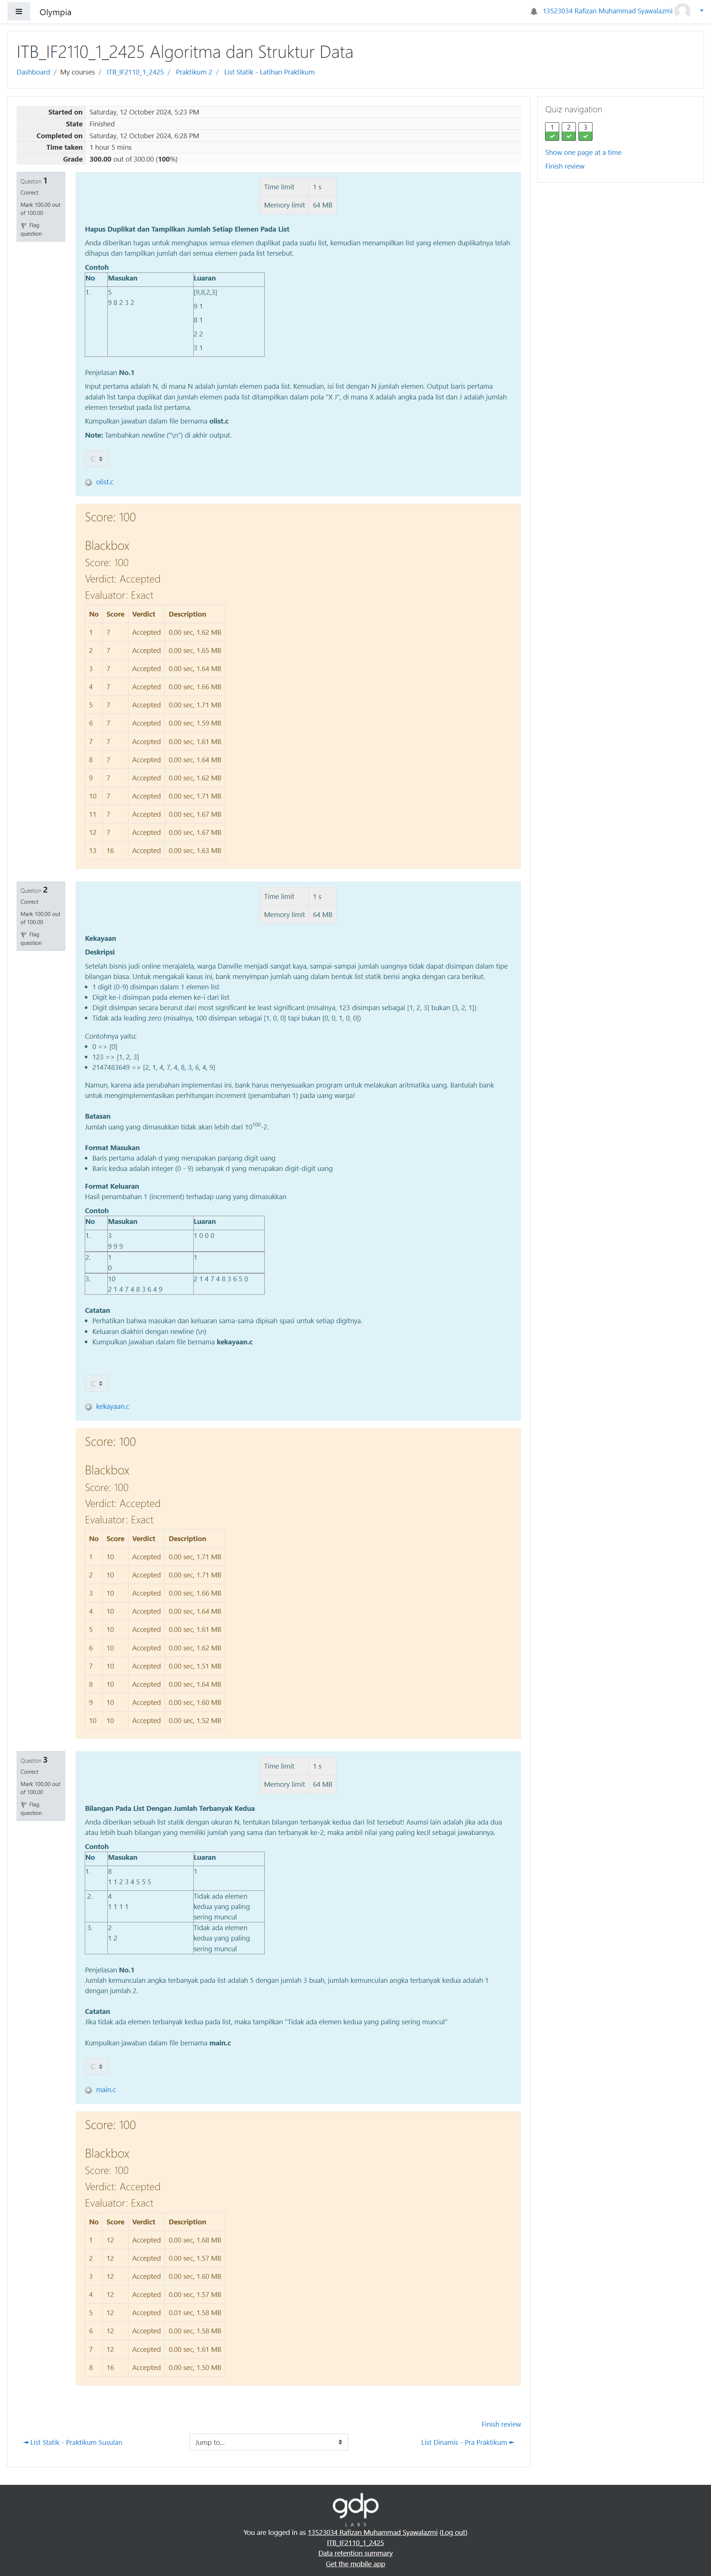 Olympia
13523034 Rafizan Muhammad Syawalazmi
ITB_IF2110_1_2425 Algoritma dan Struktur Data
Dashboard / My courses / ITB_IF2110_1_2425 / Praktikum 2 / List Statik - Latihan Praktikum
Started on Saturday, 12 October 2024, 5:23 PM
State Finished
Completed on Saturday, 12 October 2024, 6:28 PM
Time taken 1 hour 5 mins
Grade 300.00 out of 300.00 (100%)
Quiz navigation
1 2 3
Show one page at a time
Finish review
Question 1
Correct
Mark 100.00 out
of 100.00
Flag
question
Time limit 1 s
Memory limit 64 MB
Hapus Duplikat dan Tampilkan Jumlah Setiap Elemen Pada List
Anda diberikan tugas untuk menghapus semua elemen duplikat pada suatu list, kemudian menampilkan list yang elemen duplikatnya telah
dihapus dan tampilkan jumlah dari semua elemen pada list tersebut.
Contoh
No Masukan Luaran
1. 5 [9,8,2,3]
9 8 2 3 2
9 1
8 1
2 2
3 1
Penjelasan No.1
Input pertama adalah N, di mana N adalah jumlah elemen pada list. Kemudian, isi list dengan N jumlah elemen. Output baris pertama
adalah list tanpa duplikat dan jumlah elemen pada list ditampilkan dalam pola "X J", di mana X adalah angka pada list dan J adalah jumlah
elemen tersebut pada list pertama.
Kumpulkan jawaban dalam file bernama olist.c
Note: Tambahkan newline ("\n") di akhir output.
C
olist.c
Score: 100
Blackbox
Score: 100
Verdict: Accepted
Evaluator: Exact
No Score Verdict Description
1 7 Accepted 0.00 sec, 1.62 MB
2 7 Accepted 0.00 sec, 1.65 MB
3 7 Accepted 0.00 sec, 1.64 MB
4 7 Accepted 0.00 sec, 1.66 MB
5 7 Accepted 0.00 sec, 1.71 MB
6 7 Accepted 0.00 sec, 1.59 MB
7 7 Accepted 0.00 sec, 1.61 MB
8 7 Accepted 0.00 sec, 1.64 MB
9 7 Accepted 0.00 sec, 1.62 MB
10 7 Accepted 0.00 sec, 1.71 MB
11 7 Accepted 0.00 sec, 1.67 MB
12 7 Accepted 0.00 sec, 1.67 MB
13 16 Accepted 0.00 sec, 1.63 MB
Question 2
Correct
Mark 100.00 out
of 100.00
Flag
question
Time limit 1 s
Memory limit 64 MB
Kekayaan
Deskripsi
Setelah bisnis judi online merajalela, warga Danville menjadi sangat kaya, sampai-sampai jumlah uangnya tidak dapat disimpan dalam tipe
bilangan biasa. Untuk mengakali kasus ini, bank menyimpan jumlah uang dalam bentuk list statik berisi angka dengan cara berikut.
• 1 digit (0-9) disimpan dalam 1 elemen list
• Digit ke-i disimpan pada elemen ke-i dari list
• Digit disimpan secara berurut dari most significant ke least significant (misalnya, 123 disimpan sebagai [1, 2, 3] bukan [3, 2, 1])
• Tidak ada leading zero (misalnya, 100 disimpan sebagai [1, 0, 0] tapi bukan [0, 0, 1, 0, 0])
Contohnya yaitu:
• 0 => [0]
• 123 => [1, 2, 3]
• 2147483649 => [2, 1, 4, 7, 4, 8, 3, 6, 4, 9]
Namun, karena ada perubahan implementasi ini, bank harus menyesuaikan program untuk melakukan aritmatika uang. Bantulah bank
untuk mengimplementasikan perhitungan increment (penambahan 1) pada uang warga!
Batasan
Jumlah uang yang dimasukkan tidak akan lebih dari 10^100-2.
Format Masukan
• Baris pertama adalah d yang merupakan panjang digit uang
• Baris kedua adalah integer (0 - 9) sebanyak d yang merupakan digit-digit uang
Format Keluaran
Hasil penambahan 1 (increment) terhadap uang yang dimasukkan
Contoh
No Masukan Luaran
1. 3 1 0 0 0
9 9 9
2. 1 1
0
3. 10 2 1 4 7 4 8 3 6 5 0
2 1 4 7 4 8 3 6 4 9
Catatan
• Perhatikan bahwa masukan dan keluaran sama-sama dipisah spasi untuk setiap digitnya.
• Keluaran diakhiri dengan newline (\n)
• Kumpulkan jawaban dalam file bernama kekayaan.c
C
kekayaan.c
Score: 100
Blackbox
Score: 100
Verdict: Accepted
Evaluator: Exact
No Score Verdict Description
1 10 Accepted 0.00 sec, 1.71 MB
2 10 Accepted 0.00 sec, 1.71 MB
3 10 Accepted 0.00 sec, 1.66 MB
4 10 Accepted 0.00 sec, 1.64 MB
5 10 Accepted 0.00 sec, 1.61 MB
6 10 Accepted 0.00 sec, 1.62 MB
7 10 Accepted 0.00 sec, 1.51 MB
8 10 Accepted 0.00 sec, 1.64 MB
9 10 Accepted 0.00 sec, 1.60 MB
10 10 Accepted 0.00 sec, 1.52 MB
Question 3
Correct
Mark 100.00 out
of 100.00
Flag
question
Time limit 1 s
Memory limit 64 MB
Bilangan Pada List Dengan Jumlah Terbanyak Kedua
Anda diberikan sebuah list statik dengan ukuran N, tentukan bilangan terbanyak kedua dari list tersebut! Asumsi lain adalah jika ada dua
atau lebih buah bilangan yang memiliki jumlah yang sama dan terbanyak ke-2, maka ambil nilai yang paling kecil sebagai jawabannya.
Contoh
No Masukan Luaran
1. 8 1
1 1 2 3 4 5 5 5
2. 4 Tidak ada elemen
1 1 1 1 kedua yang paling
sering muncul
3. 2 Tidak ada elemen
1 2 kedua yang paling
sering muncul
Penjelasan No.1
Jumlah kemunculan angka terbanyak pada list adalah 5 dengan jumlah 3 buah, jumlah kemunculan angka terbanyak kedua adalah 1
dengan jumlah 2.
Catatan
Jika tidak ada elemen terbanyak kedua pada list, maka tampilkan "Tidak ada elemen kedua yang paling sering muncul"
Kumpulkan jawaban dalam file bernama main.c
C
main.c
Score: 100
Blackbox
Score: 100
Verdict: Accepted
Evaluator: Exact
No Score Verdict Description
1 12 Accepted 0.00 sec, 1.68 MB
2 12 Accepted 0.00 sec, 1.57 MB
3 12 Accepted 0.00 sec, 1.60 MB
4 12 Accepted 0.00 sec, 1.57 MB
5 12 Accepted 0.01 sec, 1.58 MB
6 12 Accepted 0.00 sec, 1.58 MB
7 12 Accepted 0.00 sec, 1.61 MB
8 16 Accepted 0.00 sec, 1.50 MB
Finish review
◄ List Statik - Praktikum Susulan
Jump to...
List Dinamis - Pra Praktikum ►
gdp
LABS
You are logged in as 13523034 Rafizan Muhammad Syawalazmi (Log out)
ITB_IF2110_1_2425
Data retention summary
Get the mobile app